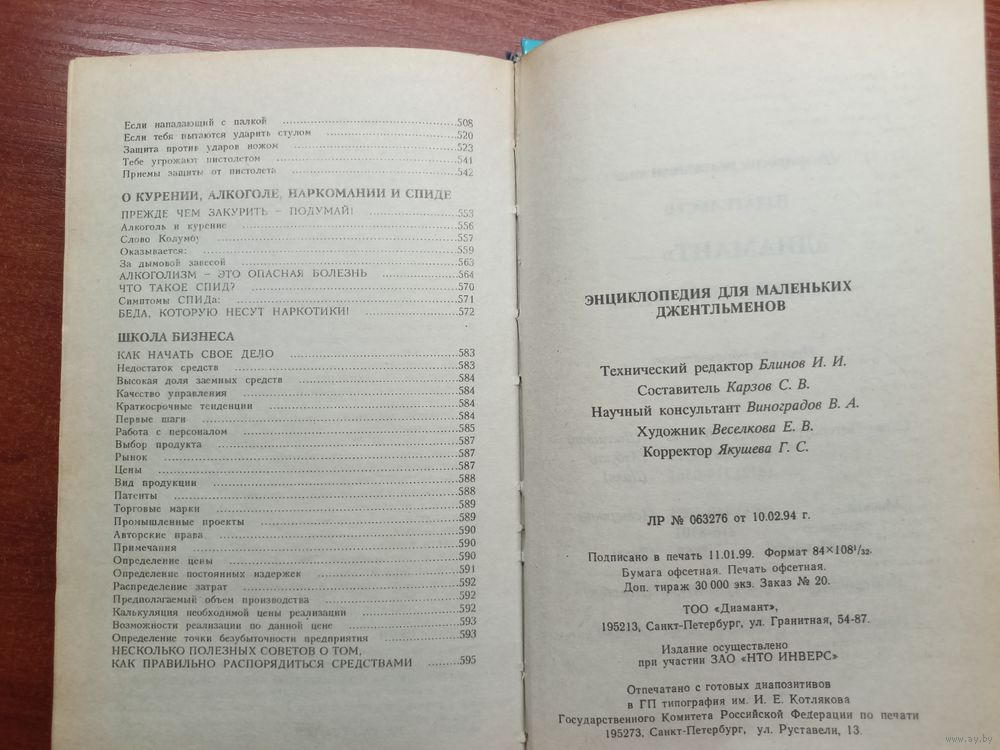 Если нападающий с палкой 508
Если тебя пытаются ударить стулом 520
Защита против ударов ножом 523
Тебе угрожают пистолетом 541
Приемы защиты от пистолета 542
О КУРЕНИИ, АЛКОГОЛЕ, НАРКОМАНИИ И СПИДЕ
ПРЕЖДЕ ЧЕМ ЗАКУРИТЬ – ПОДУМАЙ! 553
Алкоголь и курение 556
Слово Колумбу 557
Оказывается: 559
За дымовой завесой 563
АЛКОГОЛИЗМ – ЭТО ОПАСНАЯ БОЛЕЗНЬ 564
ЧТО ТАКОЕ СПИД? 570
Симптомы СПИДа: 571
БЕДА, КОТОРУЮ НЕСУТ НАРКОТИКИ! 572
ШКОЛА БИЗНЕСА
КАК НАЧАТЬ СВОЕ ДЕЛО 583
Недостаток средств 583
Высокая доля заемных средств 584
Качество управления 584
Краткосрочные тенденции 584
Первые шаги 584
Работа с персоналом 585
Выбор продукта 587
Рынок 587
Цены 587
Вид продукции 588
Патенты 588
Торговые марки 589
Промышленные проекты 589
Авторские права 590
Примечания 590
Определение цены 590
Определение постоянных издержек 591
Распределение затрат 592
Предполагаемый объем производства 592
Калькуляция необходимой цены реализации 592
Возможности реализации по данной цене 593
Определение точки безубыточности предприятия 593
НЕСКОЛЬКО ПОЛЕЗНЫХ СОВЕТОВ О ТОМ,
КАК ПРАВИЛЬНО РАСПОРЯДИТЬСЯ СРЕДСТВАМИ 595
ЭНЦИКЛОПЕДИЯ ДЛЯ МАЛЕНЬКИХ
ДЖЕНТЛЬМЕНОВ
Технический редактор Блинов И. И.
Составитель Карзов С. В.
Научный консультант Виноградов В. А.
Художник Веселкова Е. В.
Корректор Якушева Г. С.
ЛР № 063276 от 10.02.94 г.
Подписано в печать 11.01.99. Формат 84×108¹/₃₂.
Бумага офсетная. Печать офсетная.
Доп. тираж 30 000 экз. Заказ № 20.
ТОО «Диамант»,
195213, Санкт-Петербург, ул. Гранитная, 54-87.
Издание осуществлено
при участии ЗАО «НТО ИНВЕРС»
Отпечатано с готовых диапозитивов
в ГП типография им. И. Е. Котлякова
Государственного Комитета Российской Федерации по печати
195273, Санкт-Петербург, ул. Руставели, 13.
www.ay.by